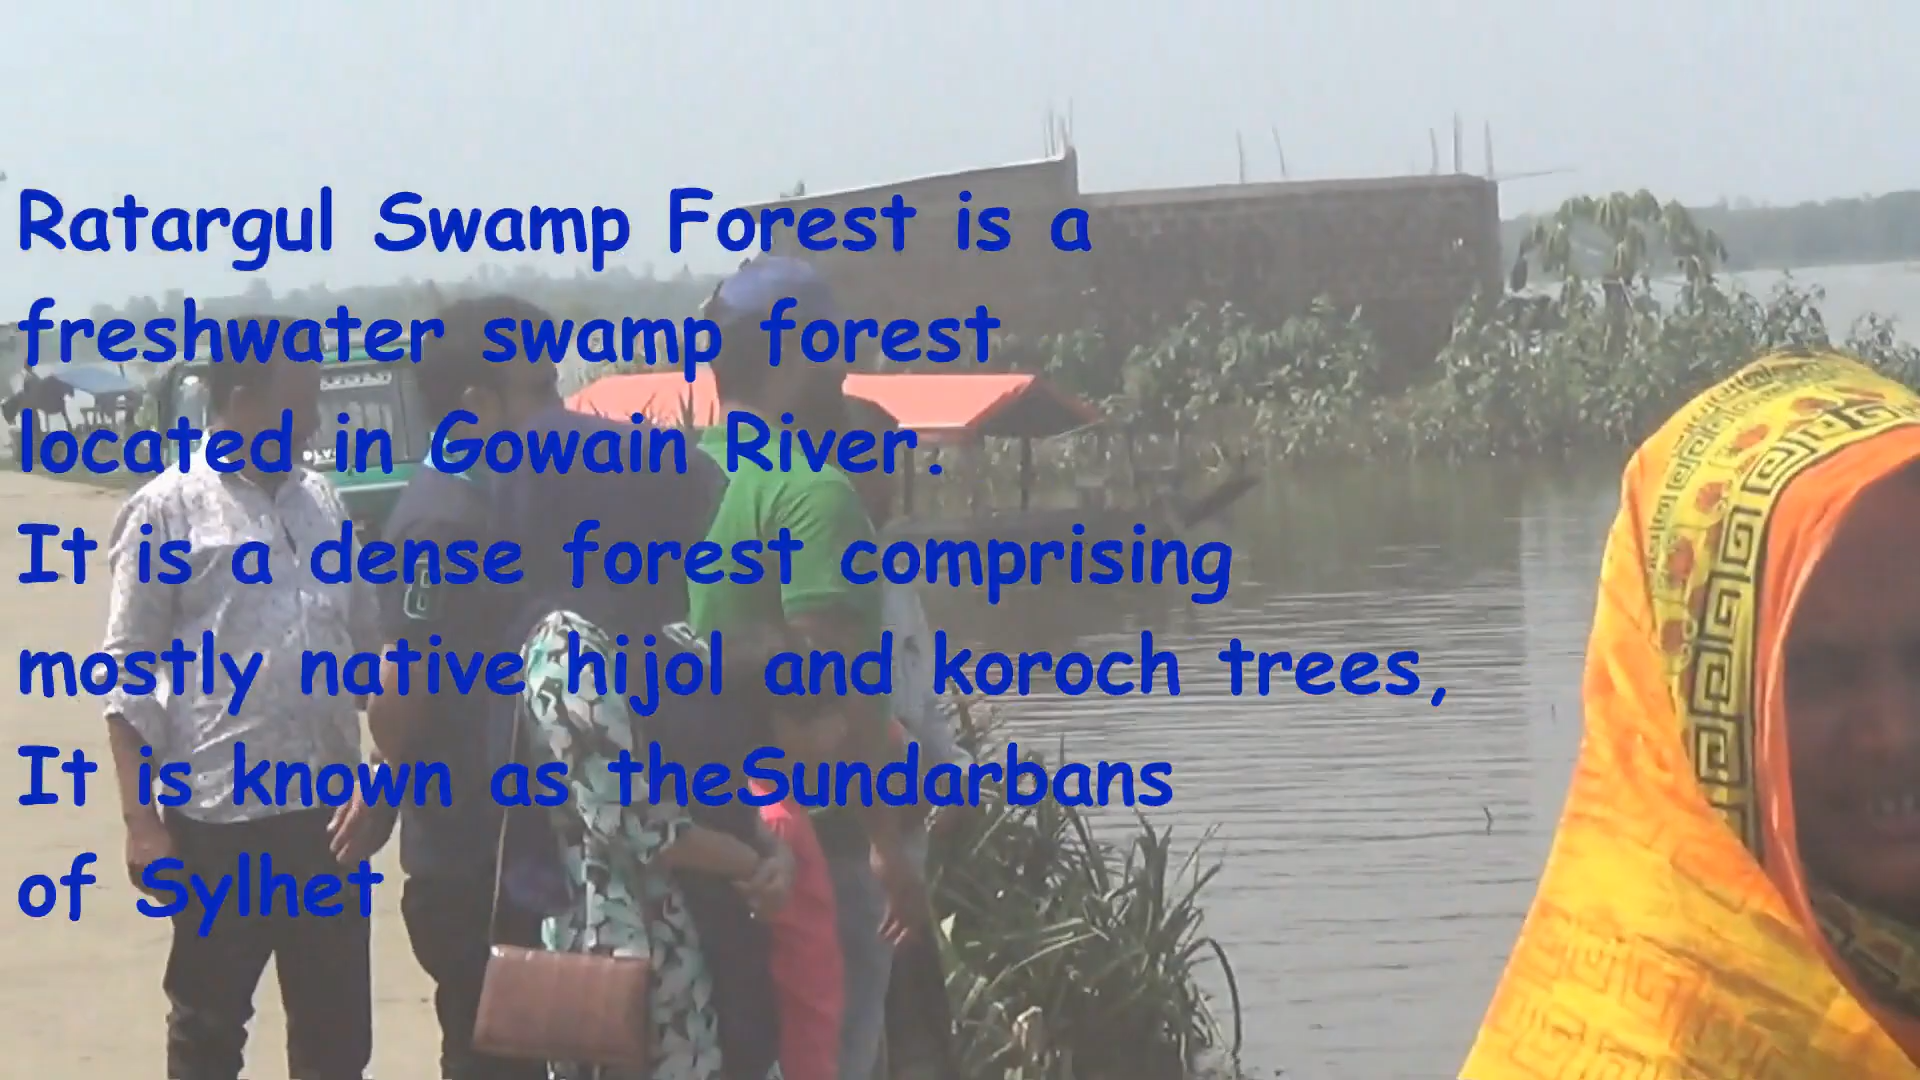 Ratargul Swamp Forest is a
freshwater swamp forest
located in Gowain River.
It is a dense forest comprising
mostly native hijol and koroch trees,
It is known as theSundarbans
of Sylhet